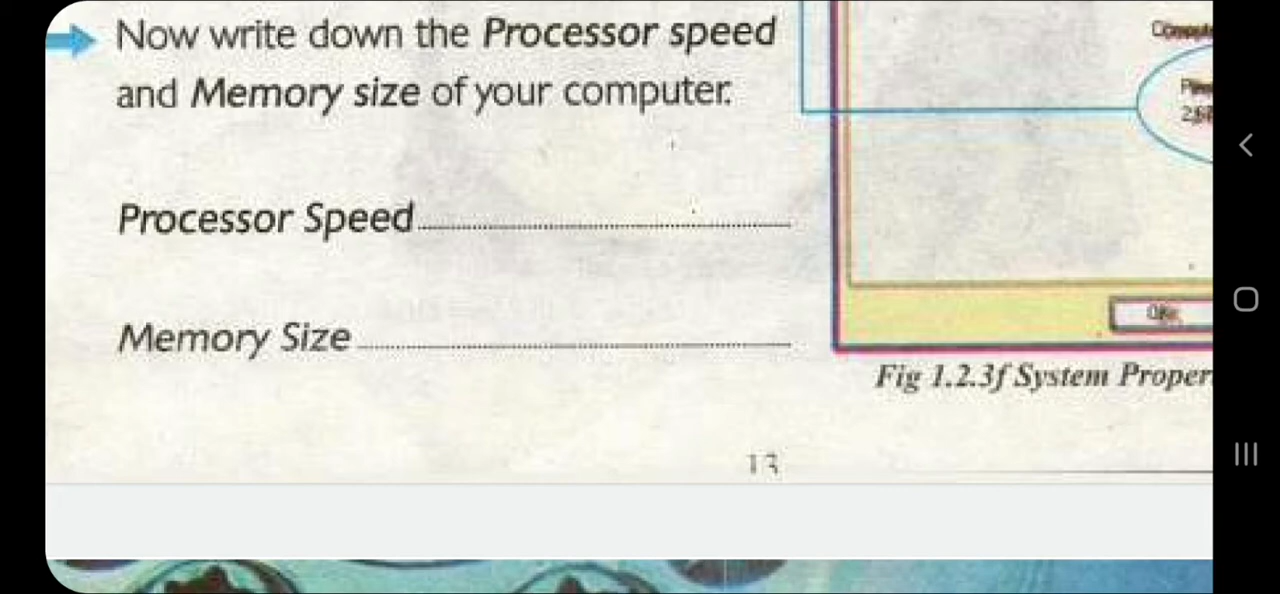 Now write down the Processor speed
and Memory size of your computer.
Processor Speed
Memory Size
Fig 1.2.3f System Proper
13